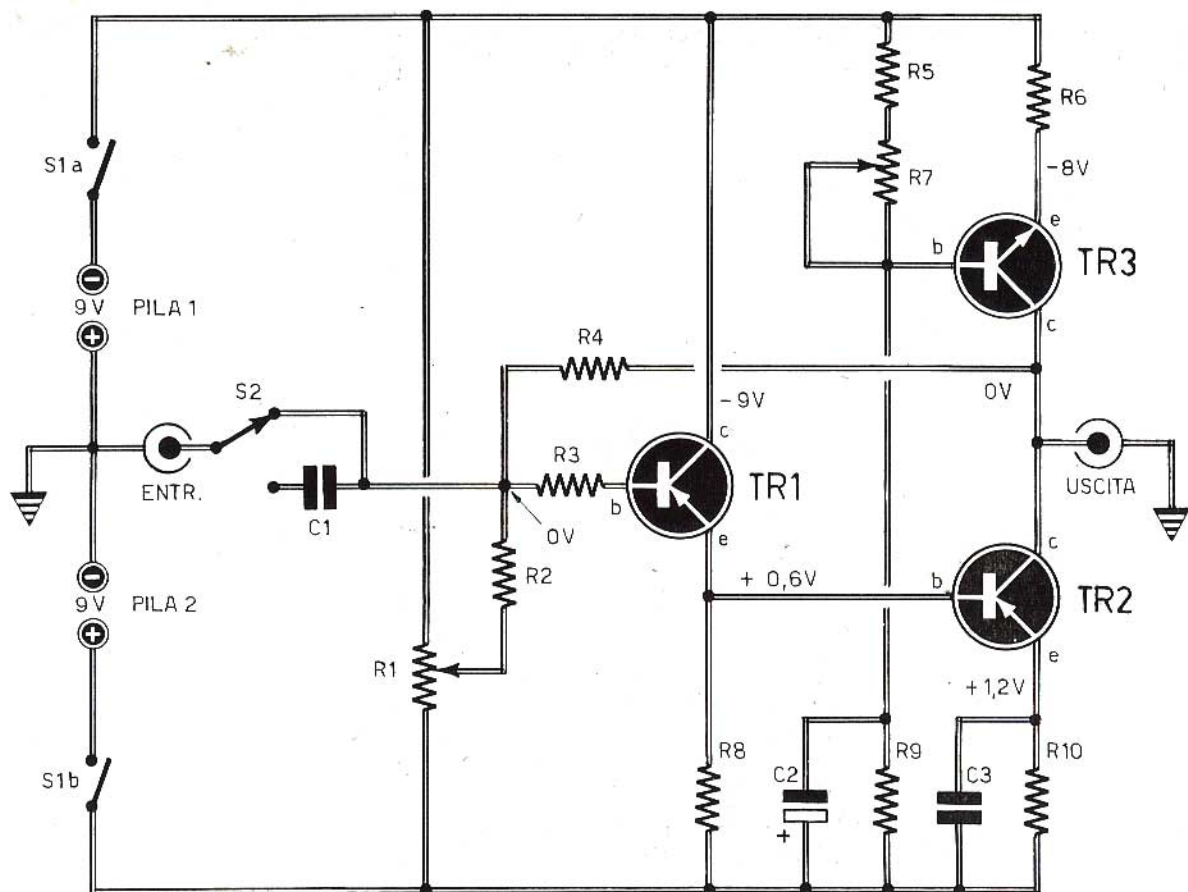 R5
R6
S1a
R7
-8V
e
b
TR3
9V PILA 1
c
R4
S2
0V
-9V
c
R3
TR1
ENTR.
b
USCITA
C1
0V
e
c
R2
+ 0,6V
b
TR2
9V PILA 2
R1
e
+1,2V
S1b
R8
C2
R9
C3
R10
+